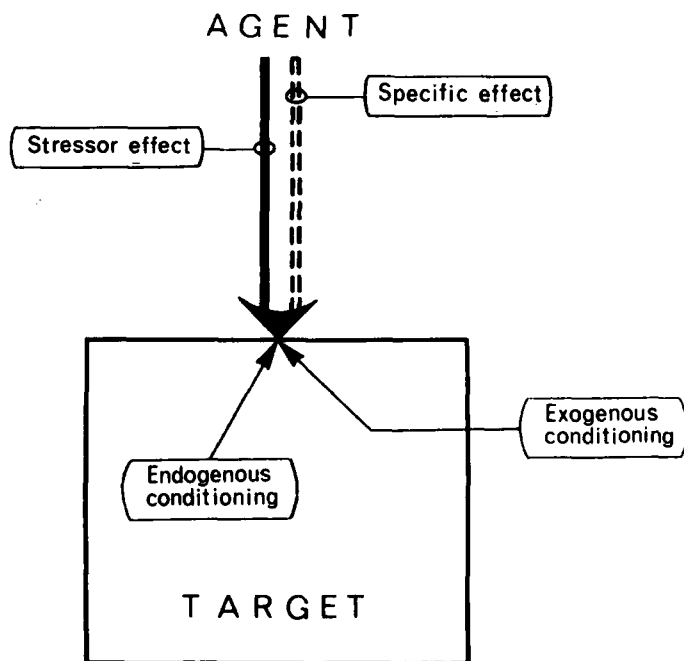 AGENT
Specific effect
Stressor effect
Exogenous
conditioning
Endogenous
conditioning
TARGET